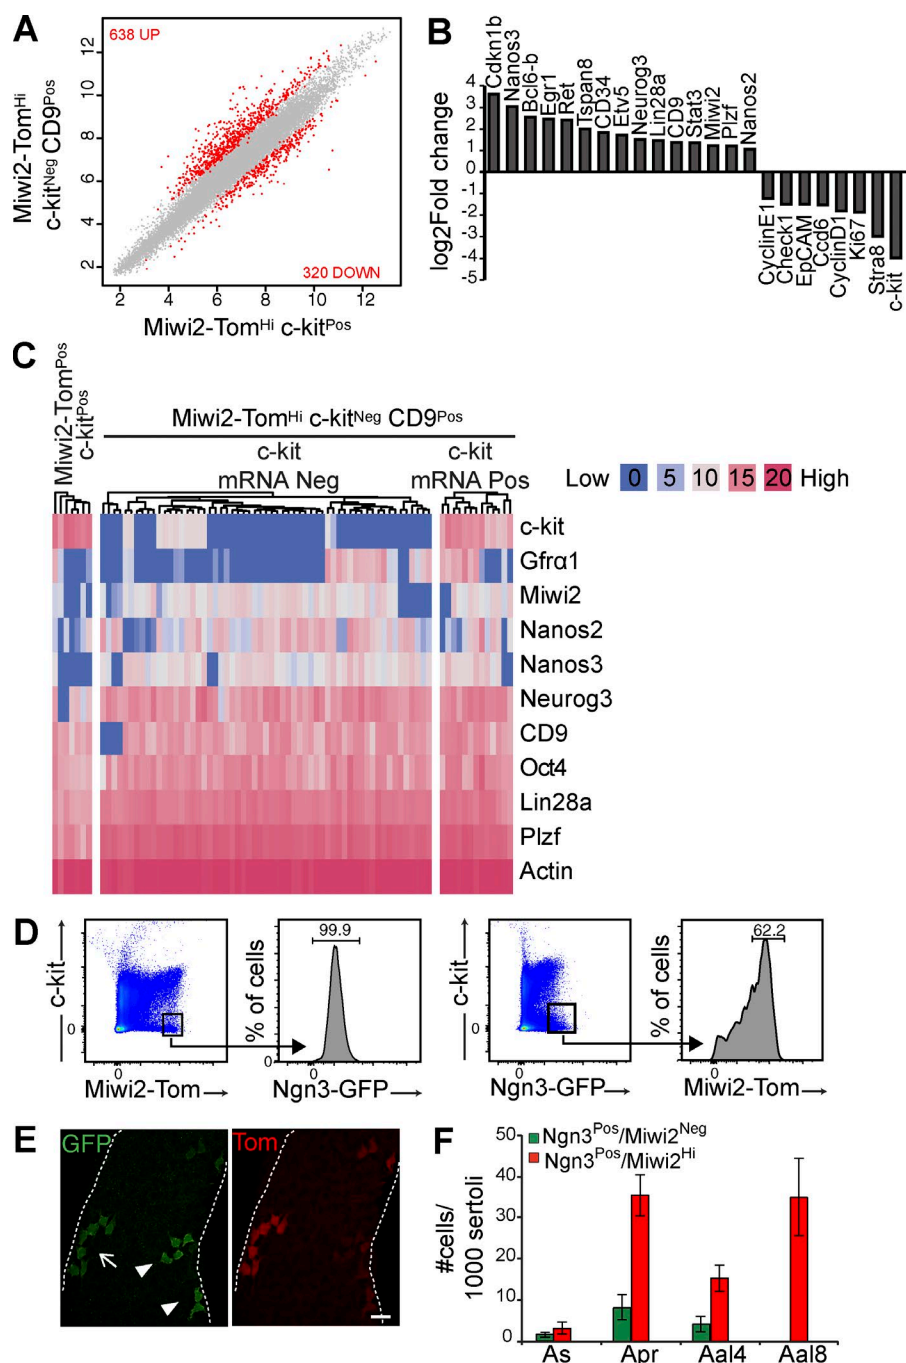 A
638 UP
12
10
8
6
4
2
320 DOWN
2 4 6 8 10 12
Miwi2-Tom^Hi
c-kit^Neg CD9^Pos
Miwi2-Tom^Hi c-kit^Pos
B
log2Fold change
4
3
2
1
0
-1
-2
-3
-4
-5
Cdkn1b
Nanos3
Bcl6-b
Egr1
Ret
Tspan8
CD34
Etv5
Neurog3
Lin28a
CD9
Stat3
Miwi2
Plzf
Nanos2
CyclinE1
Check1
EpCAM
Ccd6
CyclinD1
Ki67
Stra8
c-kit
C
Miwi2-Tom^Pos
c-kit^Pos
Miwi2-Tom^Hi c-kit^Neg CD9^Pos
c-kit
mRNA Neg
c-kit
mRNA Pos
Low 0 5 10 15 20 High
c-kit
Gfrα1
Miwi2
Nanos2
Nanos3
Neurog3
CD9
Oct4
Lin28a
Plzf
Actin
D
c-kit
0
0
Miwi2-Tom
99.9
% of cells
0
0
Ngn3-GFP
c-kit
0
0
Ngn3-GFP
62.2
% of cells
0
Miwi2-Tom
E
GFP
Tom
F
Ngn3^Pos/Miwi2^Neg
Ngn3^Pos/Miwi2^Hi
#cells/
1000 sertoli
50
40
30
20
10
0
As Apr Aal4 Aal8